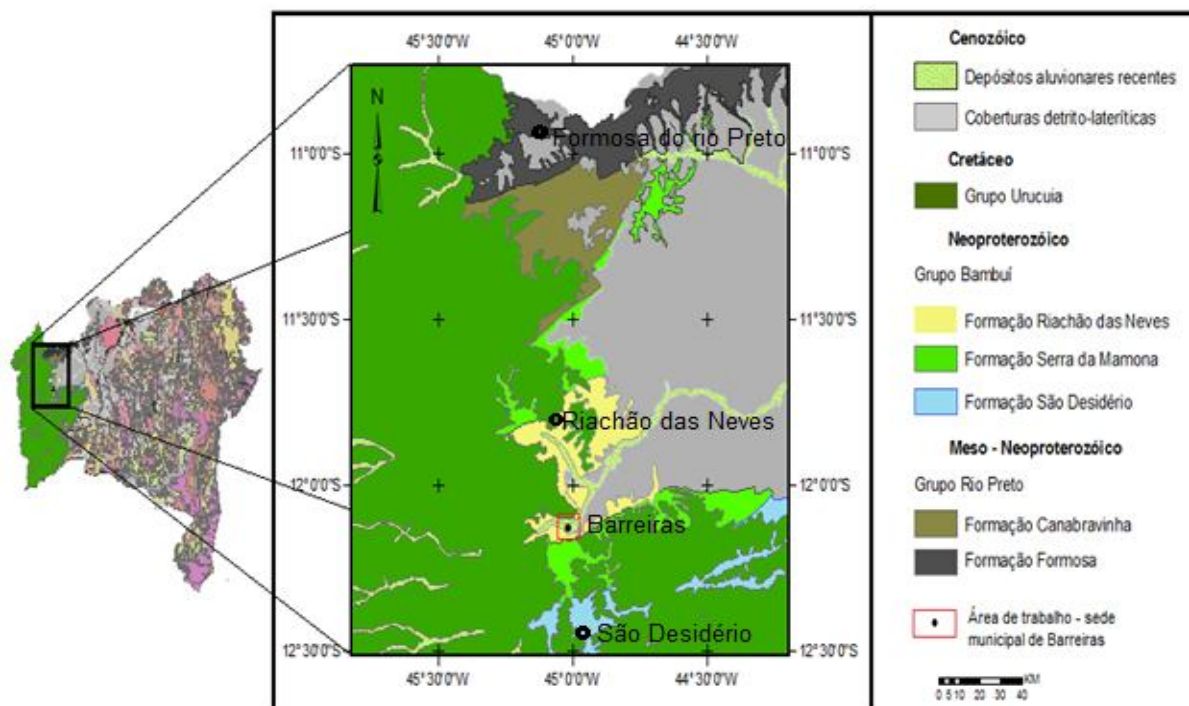 45°30'0"W 45°0'0"W 44°30'0"W
N
Formosa do rio Preto
11°0'0"S 11°0'0"S
11°30'0"S 11°30'0"S
Riachão das Neves
12°0'0"S 12°0'0"S
Barreiras
São Desidério
12°30'0"S 12°30'0"S
45°30'0"W 45°0'0"W 44°30'0"W
Cenozóico
Depósitos aluvionares recentes
Coberturas detrito-lateríticas
Cretáceo
Grupo Urucuia
Neoproterozóico
Grupo Bambuí
Formação Riachão das Neves
Formação Serra da Mamona
Formação São Desidério
Meso - Neoproterozóico
Grupo Rio Preto
Formação Canabravinha
Formação Formosa
Área de trabalho - sede
municipal de Barreiras
KM
0 5 10 20 30 40